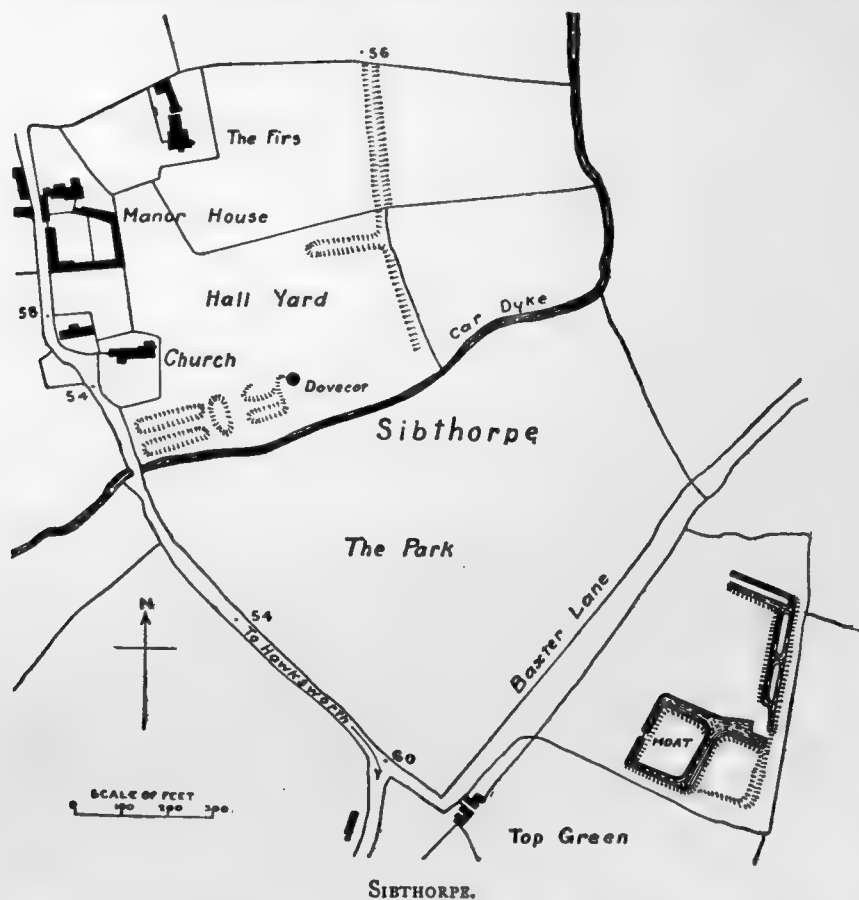 56
The Firs
Manor House
Hall Yard
Car Dyke
58
Church
Dovecot
54
Sibthorpe
The Park
N
54
To Hawksworth
Baxter Lane
MOAT
60
SCALE OF FEET
0 100 200 300
Top Green
SIBTHORPE.